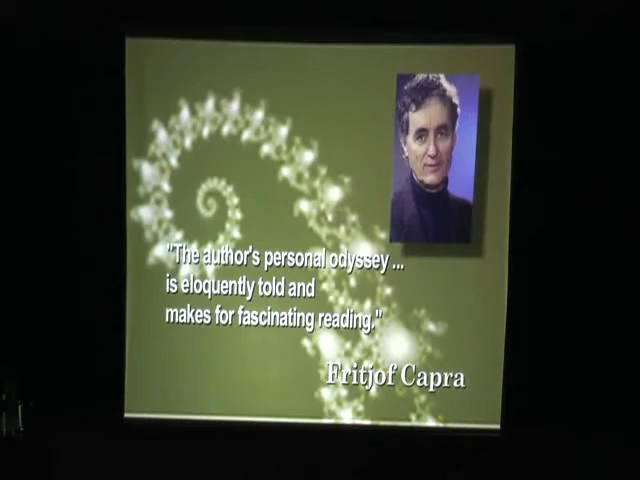 "The author's personal odyssey ...
is eloquently told and
makes for fascinating reading."
Fritjof Capra